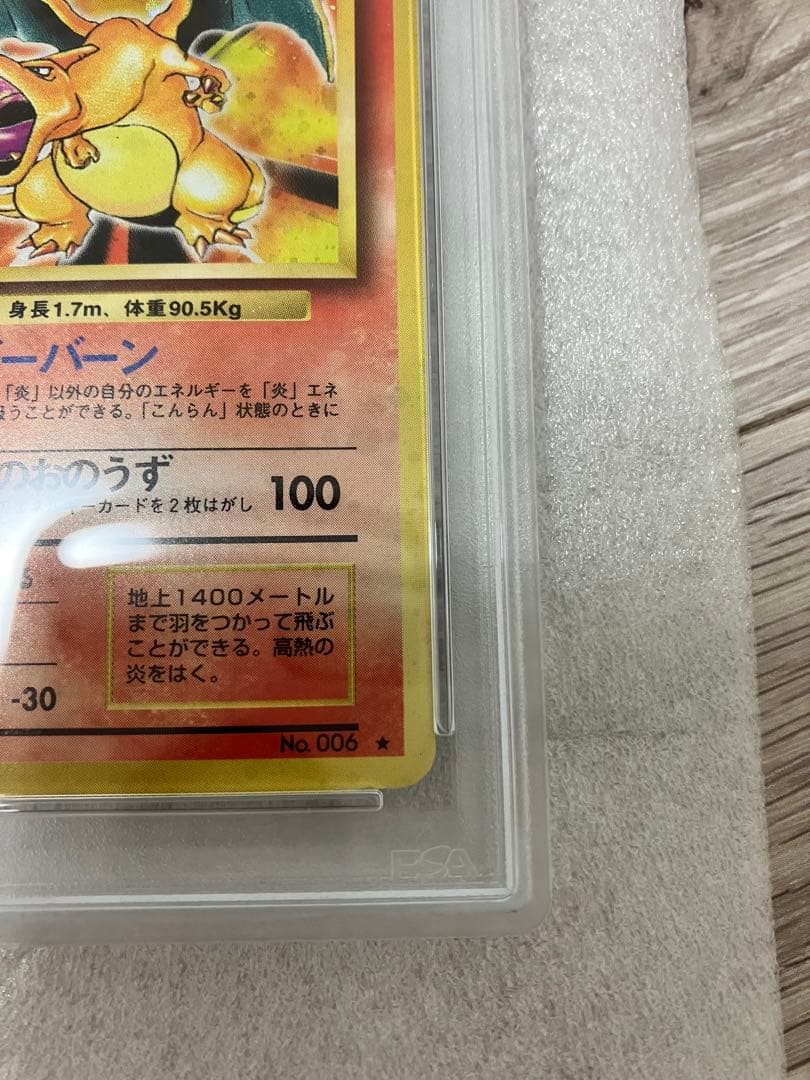 身長1.7m、体重90.5Kg
ーバーン
「炎」以外の自分のエネルギーを「炎」エネ
うことができる。「こんらん」状態のときに
のおのうず 100
ーカードを2枚はがし
-30
地上1400メートル
まで羽をつかって飛ぶ
ことができる。高熱の
炎をはく。
No. 006 ★
PSA